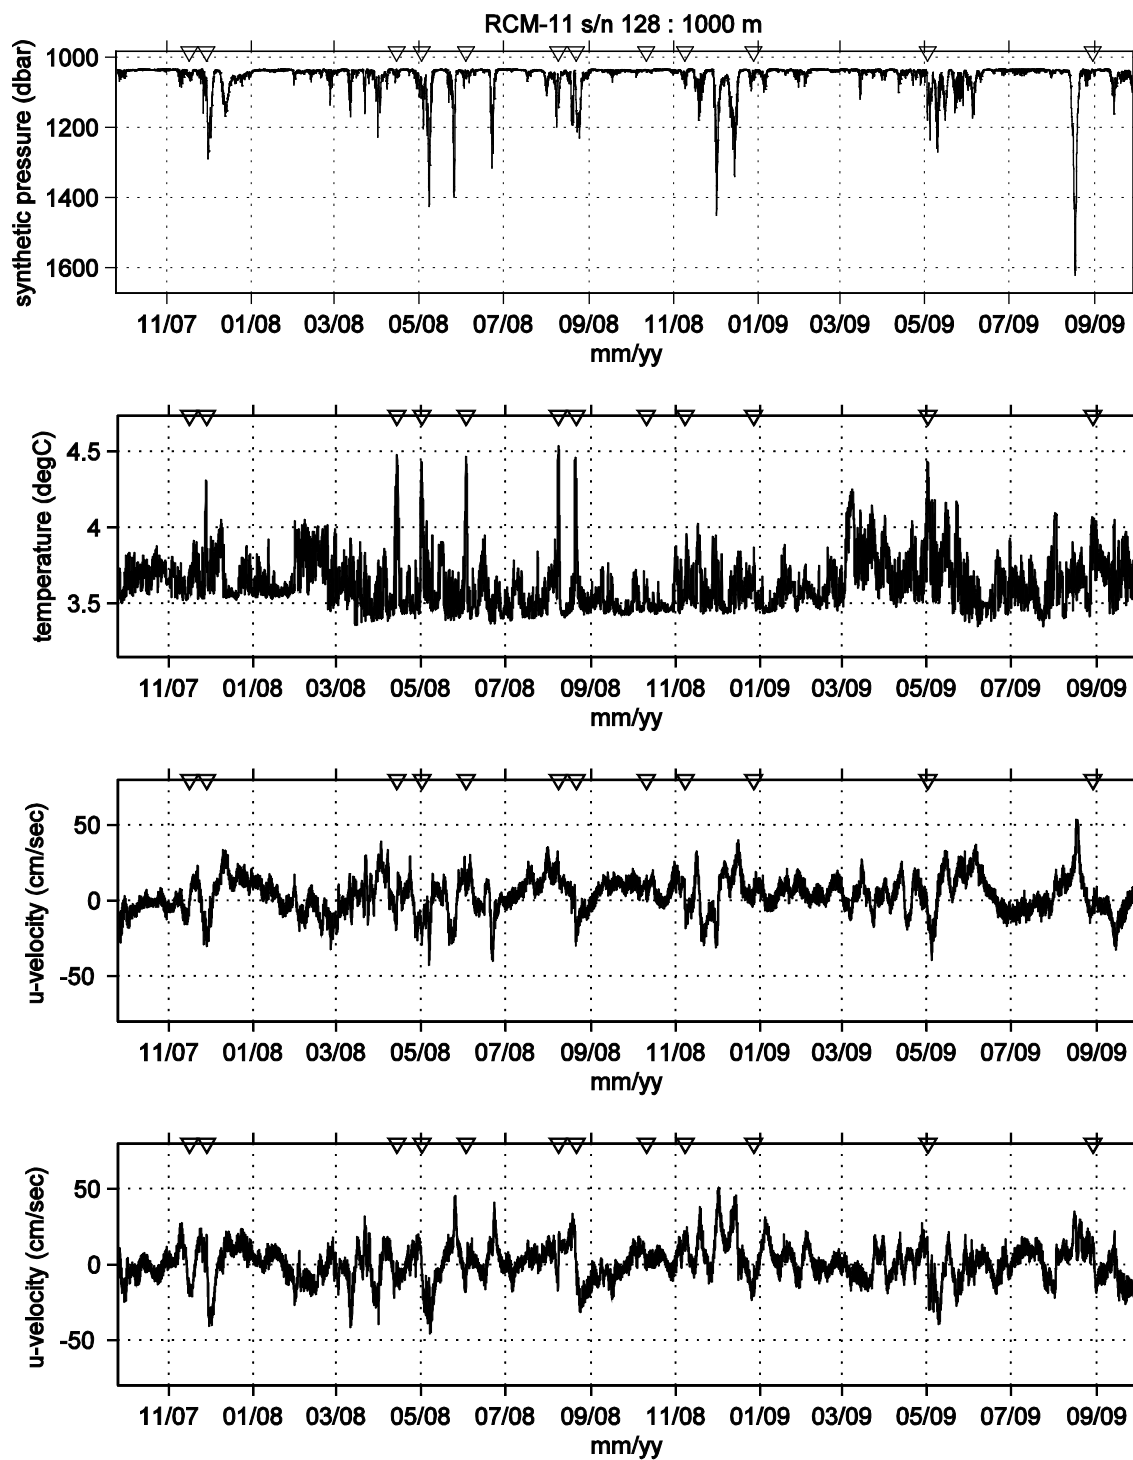 RCM-11 s/n 128 : 1000 m
synthetic pressure (dbar)
1000
1200
1400
1600
11/07 01/08 03/08 05/08 07/08 09/08 11/08 01/09 03/09 05/09 07/09 09/09
mm/yy
temperature (degC)
4.5
4
3.5
11/07 01/08 03/08 05/08 07/08 09/08 11/08 01/09 03/09 05/09 07/09 09/09
mm/yy
u-velocity (cm/sec)
50
0
-50
11/07 01/08 03/08 05/08 07/08 09/08 11/08 01/09 03/09 05/09 07/09 09/09
mm/yy
u-velocity (cm/sec)
50
0
-50
11/07 01/08 03/08 05/08 07/08 09/08 11/08 01/09 03/09 05/09 07/09 09/09
mm/yy